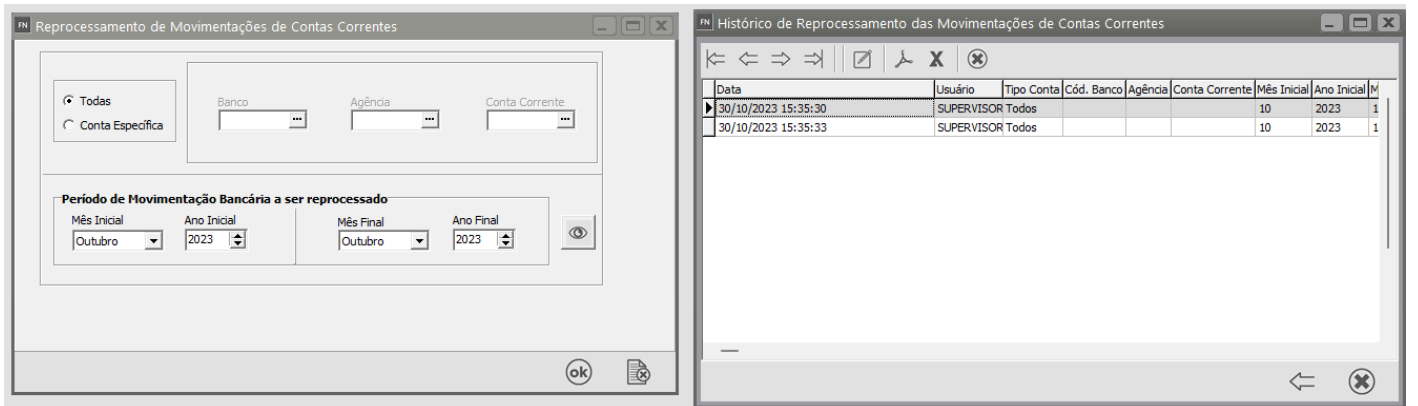 FN Reprocessamento de Movimentações de Contas Correntes
Todas
Conta Específica
Banco Agência Conta Corrente
Período de Movimentação Bancária a ser reprocessado
Mês Inicial Ano Inicial Mês Final Ano Final
Outubro 2023 Outubro 2023
ok
FN Histórico de Reprocessamento das Movimentações de Contas Correntes
Data Usuário Tipo Conta Cód. Banco Agência Conta Corrente Mês Inicial Ano Inicial M
30/10/2023 15:35:30 SUPERVISOR Todos 10 2023 1
30/10/2023 15:35:33 SUPERVISOR Todos 10 2023 1